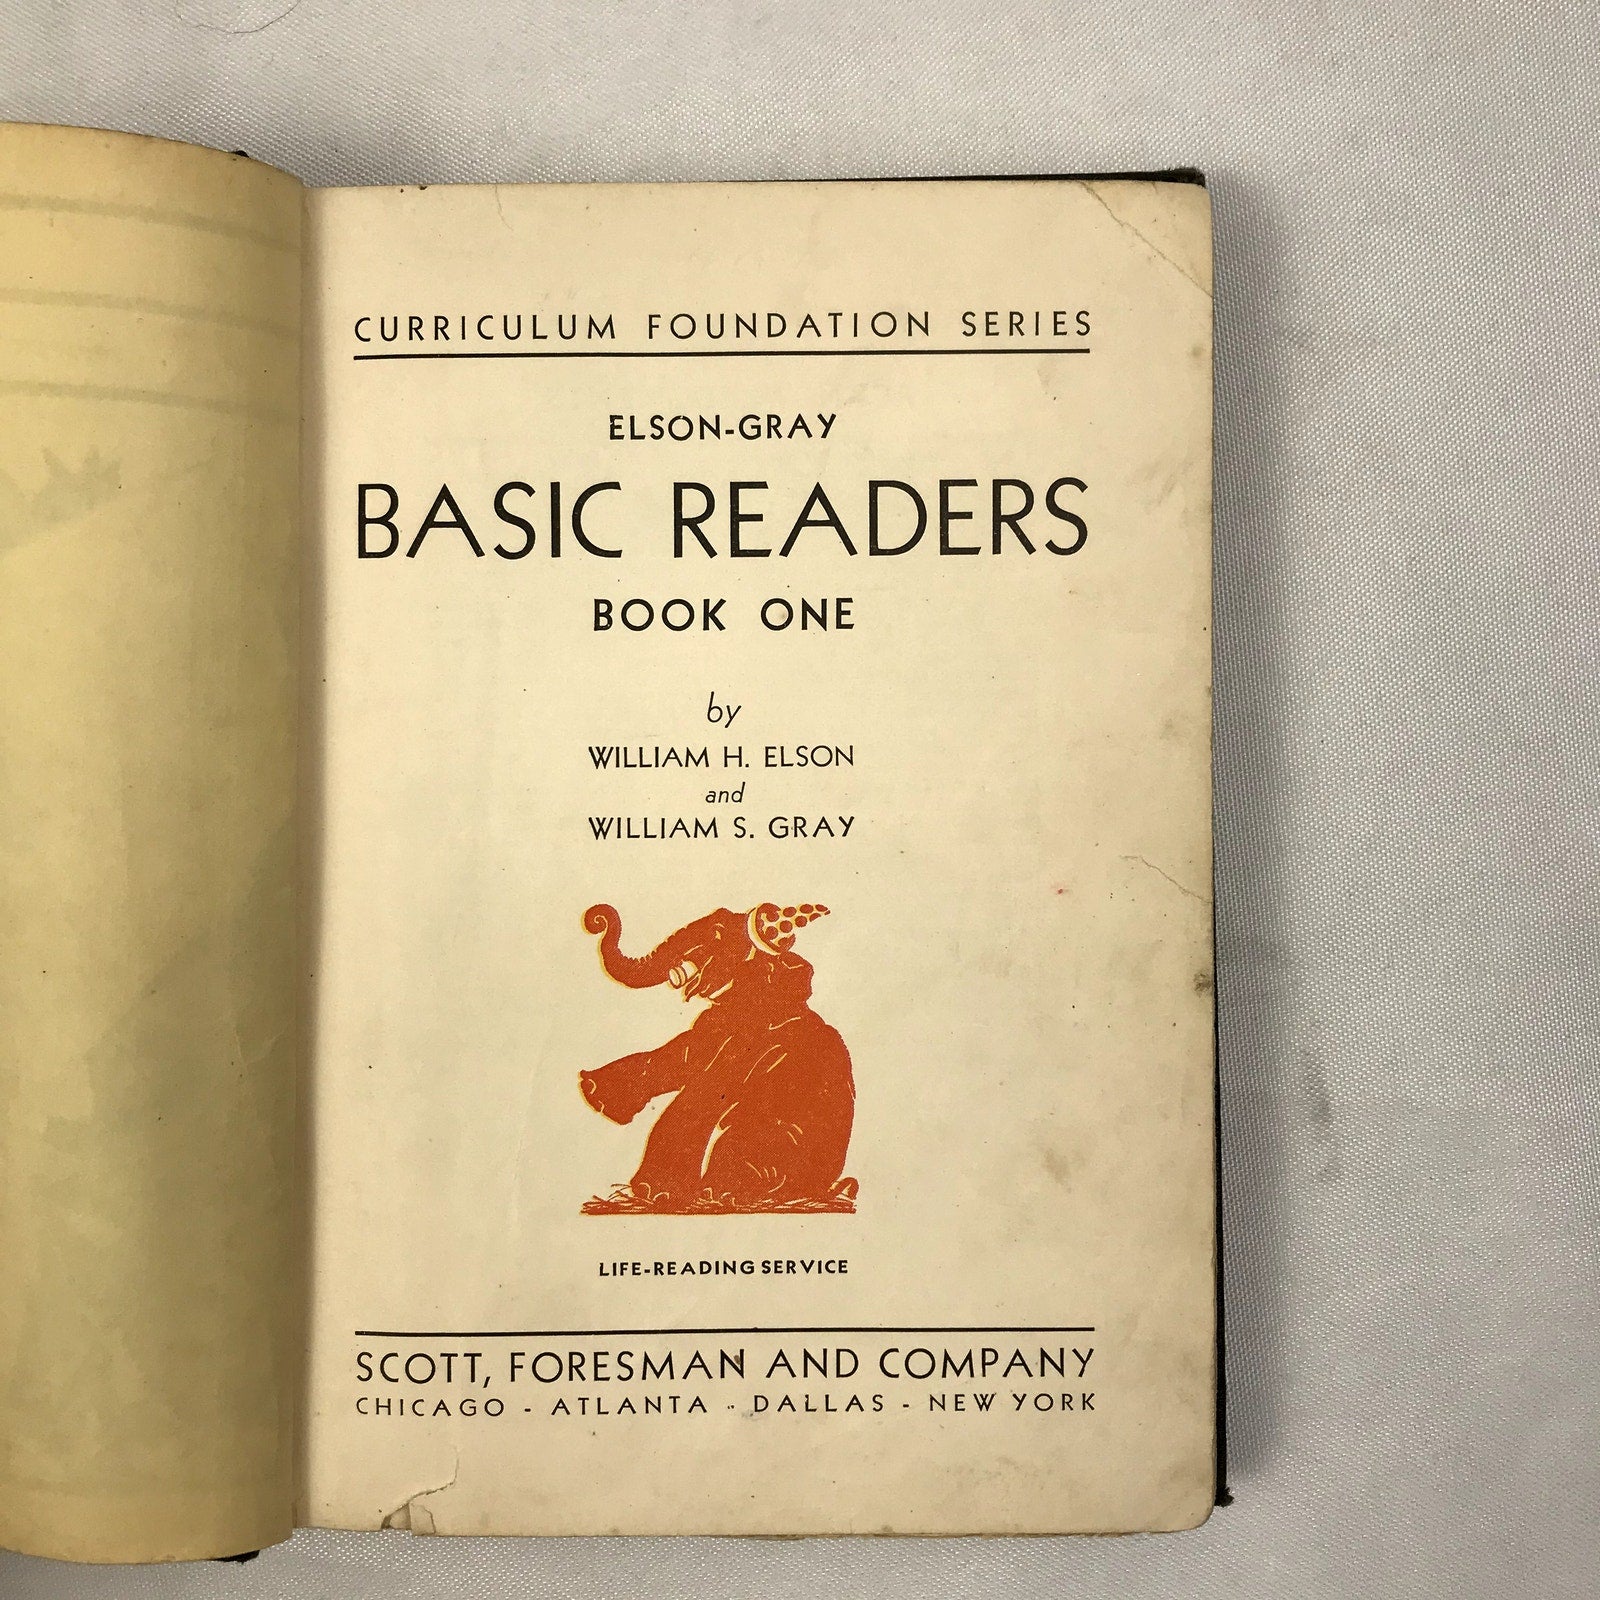 CURRICULUM FOUNDATION SERIES
ELSON-GRAY
BASIC READERS
BOOK ONE
by
WILLIAM H. ELSON
and
WILLIAM S. GRAY
LIFE-READING SERVICE
SCOTT, FORESMAN AND COMPANY
CHICAGO - ATLANTA - DALLAS - NEW YORK